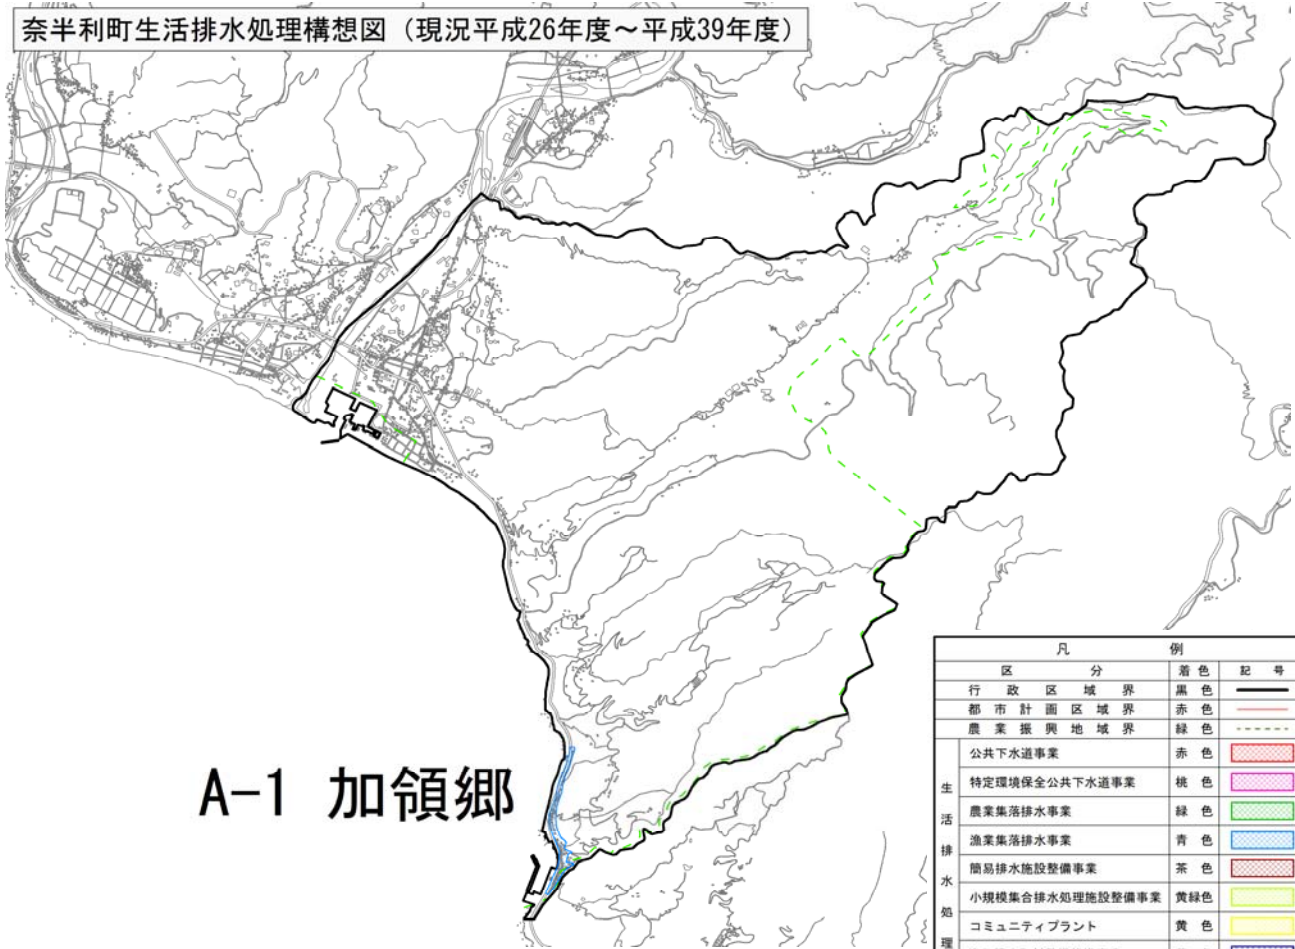 奈半利町生活排水処理構想図（現況平成26年度～平成39年度）
A-1 加領郷
凡 例
区 分 着色 記号
行政区域界 黒色
都市計画区域界 赤色
農業振興地域界 緑色
生活排水処理
公共下水道事業 赤色
特定環境保全公共下水道事業 桃色
農業集落排水事業 緑色
漁業集落排水事業 青色
簡易排水施設整備事業 茶色
小規模集合排水処理施設整備事業 黄緑色
コミュニティプラント 黄色